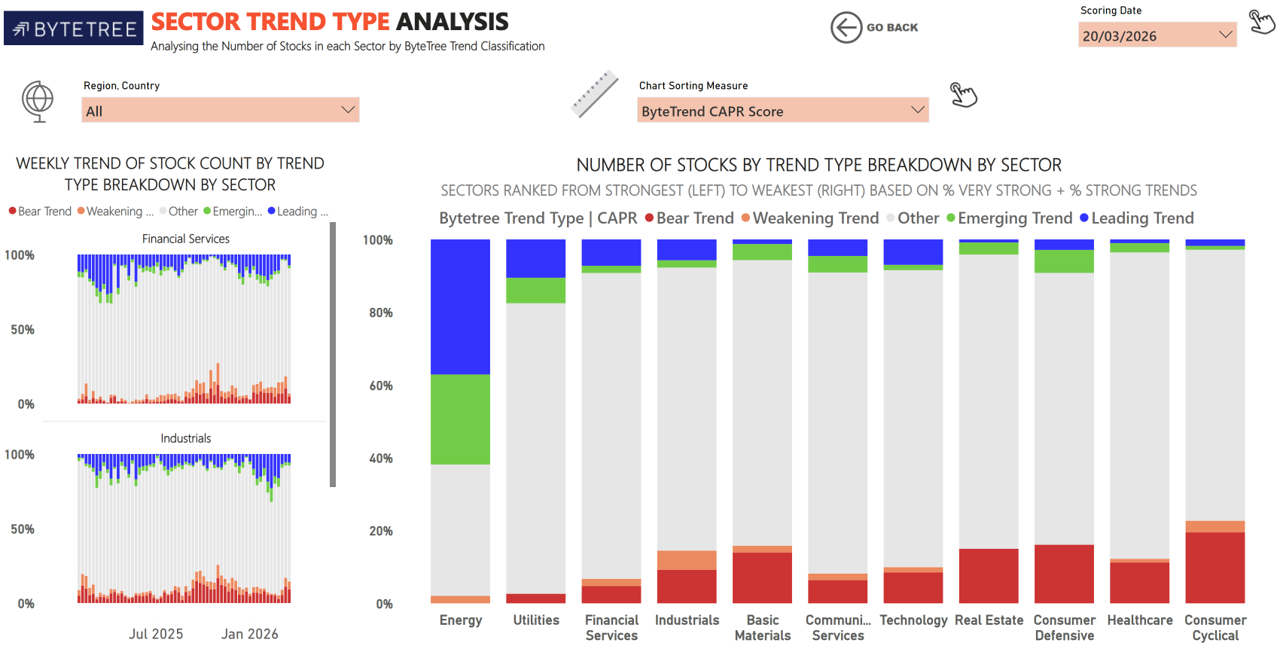 BYTETREE
SECTOR TREND TYPE ANALYSIS
Analysing the Number of Stocks in each Sector by ByteTree Trend Classification
GO BACK
Scoring Date
20/03/2026
Region, Country
All
Chart Sorting Measure
ByteTrend CAPR Score
WEEKLY TREND OF STOCK COUNT BY TREND
TYPE BREAKDOWN BY SECTOR
Bear Trend Weakening ... Other Emergin... Leading ...
Financial Services
100%
50%
0%
Industrials
100%
50%
0%
Jul 2025 Jan 2026
NUMBER OF STOCKS BY TREND TYPE BREAKDOWN BY SECTOR
SECTORS RANKED FROM STRONGEST (LEFT) TO WEAKEST (RIGHT) BASED ON % VERY STRONG + % STRONG TRENDS
Bytetree Trend Type | CAPR Bear Trend Weakening Trend Other Emerging Trend Leading Trend
100%
80%
60%
40%
20%
0%
Energy Utilities Financial Industrials Basic Communi... Technology Real Estate Consumer Healthcare Consumer
Services Materials Services Defensive Cyclical